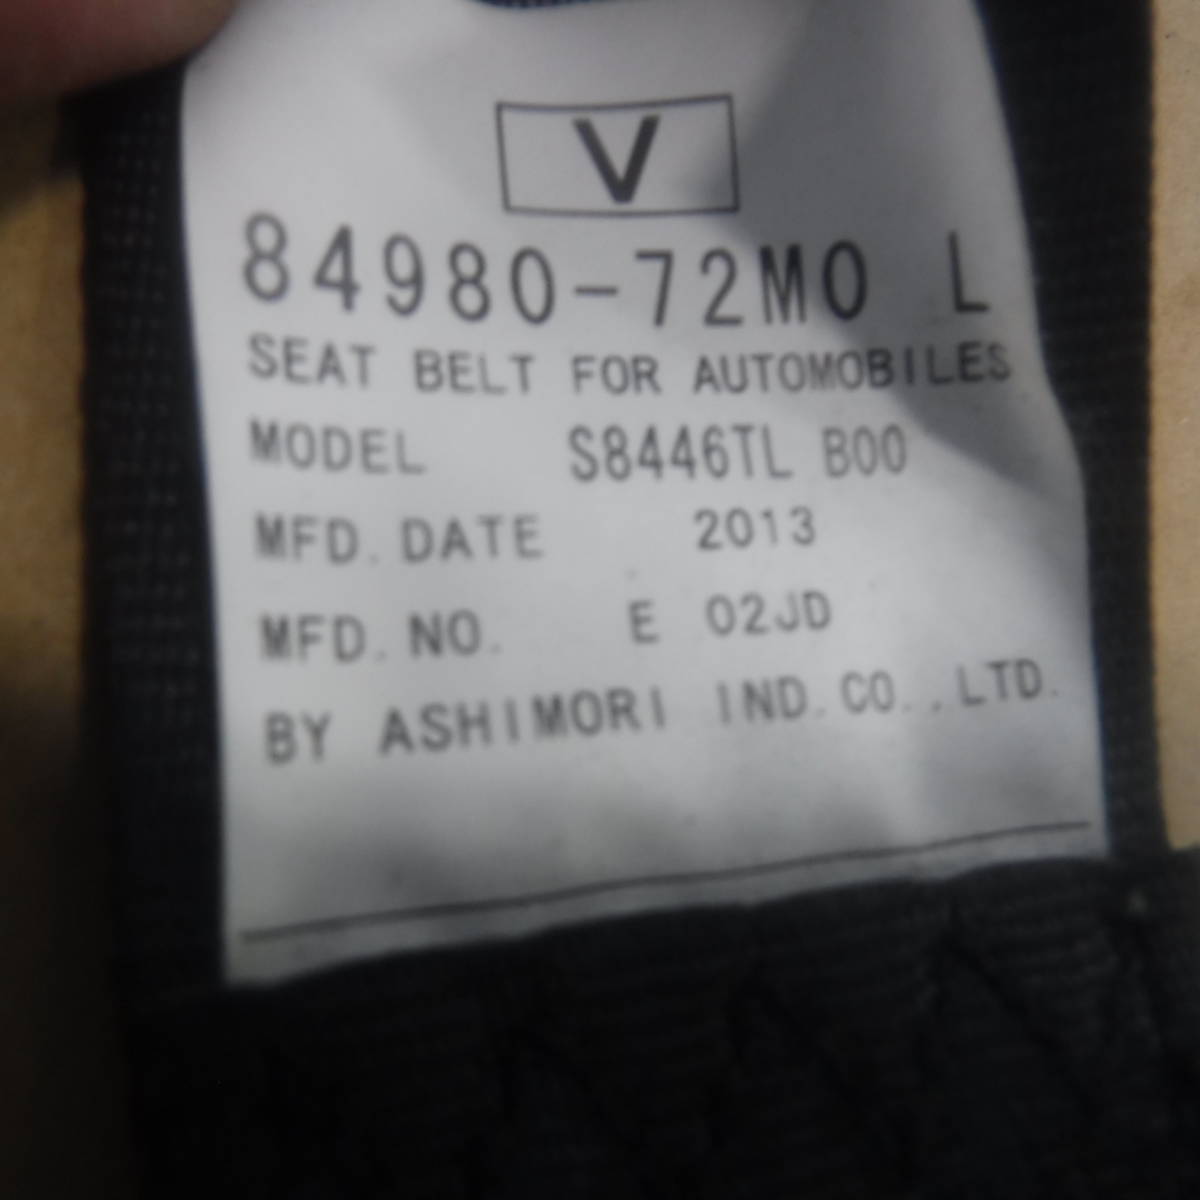 V
84980-72M0 L
SEAT BELT FOR AUTOMOBILES
MODEL S8446TL B00
MFD. DATE 2013
MFD. NO. E 02JD
BY ASHIMORI IND. CO., LTD.